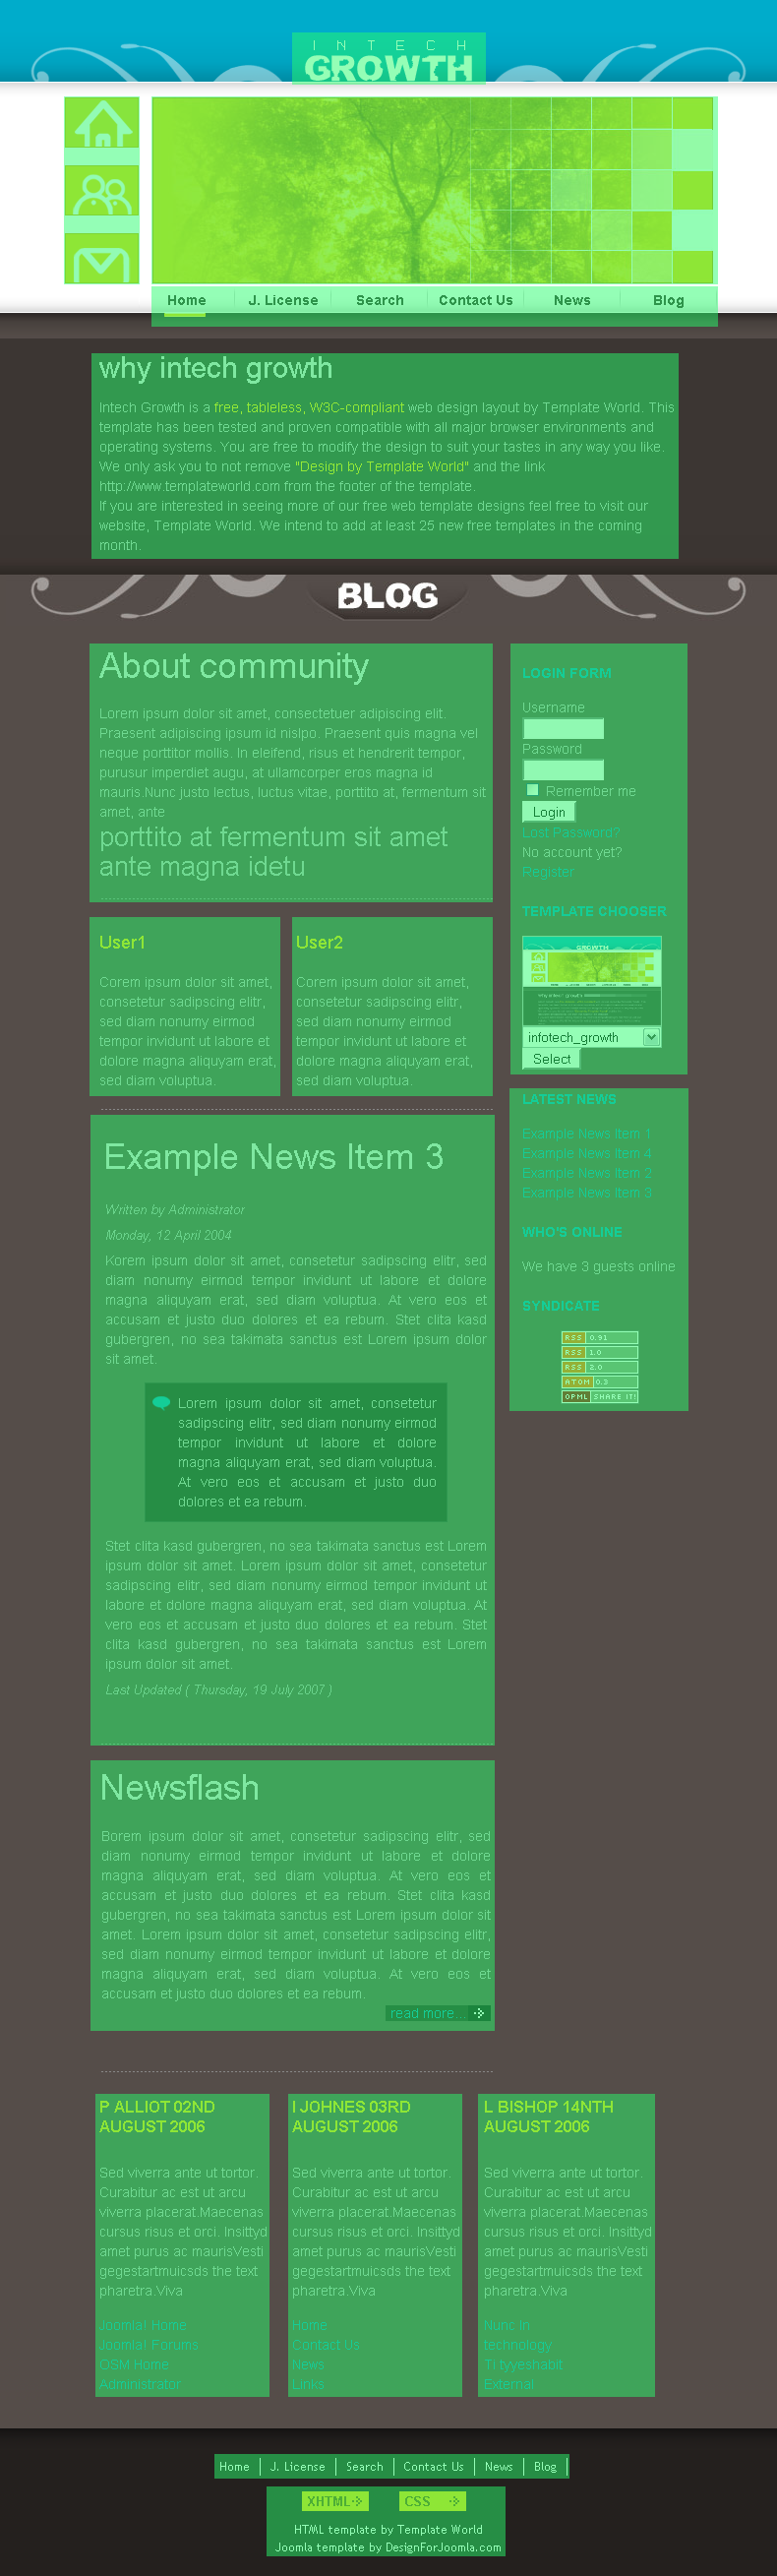 INTECH
GROWTH
Home J. License Search Contact Us News Blog
why intech growth
Intech Growth is a free, tableless, W3C-compliant web design layout by Template World. This
template has been tested and proven compatible with all major browser environments and
operating systems. You are free to modify the design to suit your tastes in any way you like.
We only ask you to not remove "Design by Template World" and the link
http://www.templateworld.com from the footer of the template.
If you are interested in seeing more of our free web template designs feel free to visit our
website, Template World. We intend to add at least 25 new free templates in the coming
month.
BLOG
About community
Lorem ipsum dolor sit amet, consectetuer adipiscing elit.
Praesent adipiscing ipsum id nislpo. Praesent quis magna vel
neque porttitor mollis. In eleifend, risus et hendrerit tempor,
purusur imperdiet augu, at ullamcorper eros magna id
mauris.Nunc justo lectus, luctus vitae, porttito at, fermentum sit
amet, ante
porttito at fermentum sit amet
ante magna idetu
User1
Corem ipsum dolor sit amet,
consetetur sadipscing elitr,
sed diam nonumy eirmod
tempor invidunt ut labore et
dolore magna aliquyam erat,
sed diam voluptua.
User2
Corem ipsum dolor sit amet,
consetetur sadipscing elitr,
sed diam nonumy eirmod
tempor invidunt ut labore et
dolore magna aliquyam erat,
sed diam voluptua.
Example News Item 3
Written by Administrator
Monday, 12 April 2004
Korem ipsum dolor sit amet, consetetur sadipscing elitr, sed
diam nonumy eirmod tempor invidunt ut labore et dolore
magna aliquyam erat, sed diam voluptua. At vero eos et
accusam et justo duo dolores et ea rebum. Stet clita kasd
gubergren, no sea takimata sanctus est Lorem ipsum dolor
sit amet.
Lorem ipsum dolor sit amet, consetetur
sadipscing elitr, sed diam nonumy eirmod
tempor invidunt ut labore et dolore
magna aliquyam erat, sed diam voluptua.
At vero eos et accusam et justo duo
dolores et ea rebum.
Stet clita kasd gubergren, no sea takimata sanctus est Lorem
ipsum dolor sit amet. Lorem ipsum dolor sit amet, consetetur
sadipscing elitr, sed diam nonumy eirmod tempor invidunt ut
labore et dolore magna aliquyam erat, sed diam voluptua. At
vero eos et accusam et justo duo dolores et ea rebum. Stet
clita kasd gubergren, no sea takimata sanctus est Lorem
ipsum dolor sit amet.
Last Updated ( Thursday, 19 July 2007 )
Newsflash
Borem ipsum dolor sit amet, consetetur sadipscing elitr, sed
diam nonumy eirmod tempor invidunt ut labore et dolore
magna aliquyam erat, sed diam voluptua. At vero eos et
accusam et justo duo dolores et ea rebum. Stet clita kasd
gubergren, no sea takimata sanctus est Lorem ipsum dolor sit
amet. Lorem ipsum dolor sit amet, consetetur sadipscing elitr,
sed diam nonumy eirmod tempor invidunt ut labore et dolore
magna aliquyam erat, sed diam voluptua. At vero eos et
accusam et justo duo dolores et ea rebum.
read more...
LOGIN FORM
Username
Password
Remember me
Login
Lost Password?
No account yet?
Register
TEMPLATE CHOOSER
GROWTH
infotech_growth
Select
LATEST NEWS
Example News Item 1
Example News Item 4
Example News Item 2
Example News Item 3
WHO'S ONLINE
We have 3 guests online
SYNDICATE
RSS 0.91
RSS 1.0
RSS 2.0
ATOM 0.3
OPML SHARE IT!
P ALLIOT 02ND
AUGUST 2006
Sed viverra ante ut tortor.
Curabitur ac est ut arcu
viverra placerat.Maecenas
cursus risus et orci. Insittyd
amet purus ac maurisVesti
gegestartmuicsds the text
pharetra.Viva
Joomla! Home
Joomla! Forums
OSM Home
Administrator
I JOHNES 03RD
AUGUST 2006
Sed viverra ante ut tortor.
Curabitur ac est ut arcu
viverra placerat.Maecenas
cursus risus et orci. Insittyd
amet purus ac maurisVesti
gegestartmuicsds the text
pharetra.Viva
Home
Contact Us
News
Links
L BISHOP 14NTH
AUGUST 2006
Sed viverra ante ut tortor.
Curabitur ac est ut arcu
viverra placerat.Maecenas
cursus risus et orci. Insittyd
amet purus ac maurisVesti
gegestartmuicsds the text
pharetra.Viva
Nunc in
technology
Ti tyyeshabit
External
Home J. License Search Contact Us News Blog
XHTML CSS
HTML template by Template World
Joomla template by DesignForJoomla.com